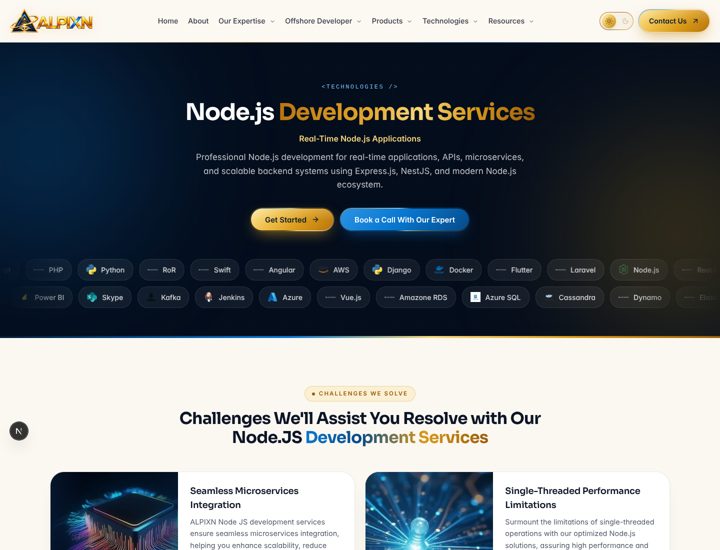 ALPIXN
Home About Our Expertise Offshore Developer Products Technologies Resources
Contact Us
<TECHNOLOGIES />
Node.js Development Services
Real-Time Node.js Applications
Professional Node.js development for real-time applications, APIs, microservices,
and scalable backend systems using Express.js, NestJS, and modern Node.js
ecosystem.
Get Started → Book a Call With Our Expert
PHP Python RoR Swift Angular AWS Django Docker Flutter Laravel Node.js
Power BI Skype Kafka Jenkins Azure Vue.js Amazone RDS Azure SQL Cassandra Dynamo
CHALLENGES WE SOLVE
Challenges We'll Assist You Resolve with Our
Node.JS Development Services
N
Seamless Microservices
Integration
ALPIXN Node JS development services
ensure seamless microservices integration,
helping you enhance scalability, reduce
Single-Threaded Performance
Limitations
Surmount the limitations of single-threaded
operations with our optimized Node.js
solutions, assuring high performance and